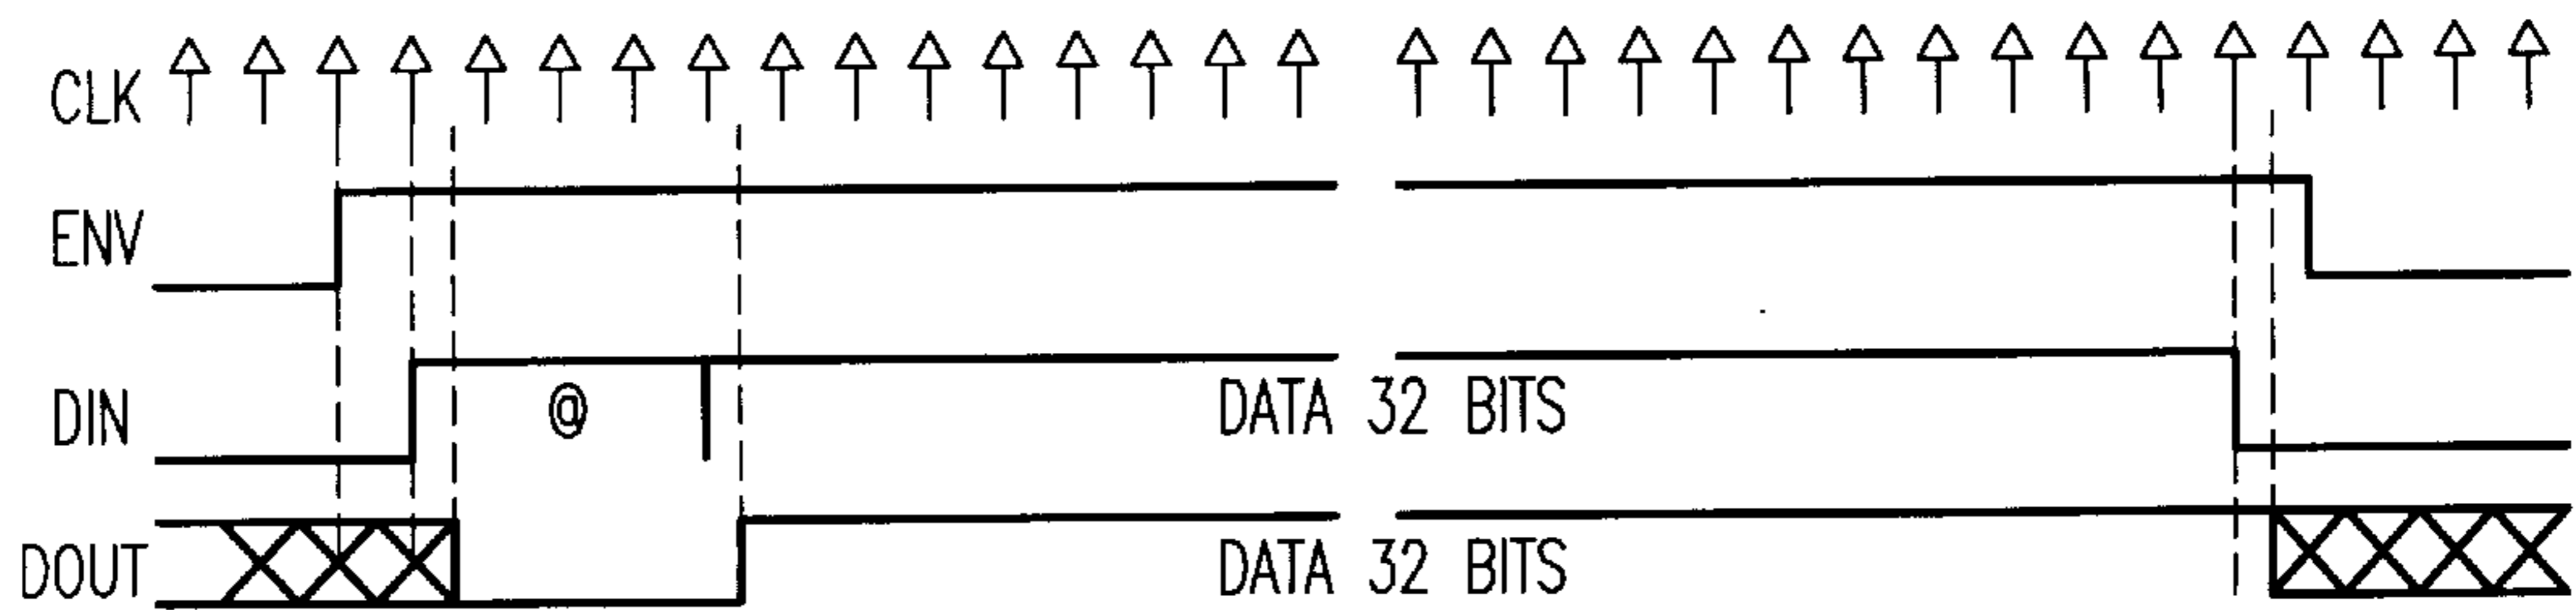 CLK
ENV
DIN @ DATA 32 BITS
DOUT DATA 32 BITS